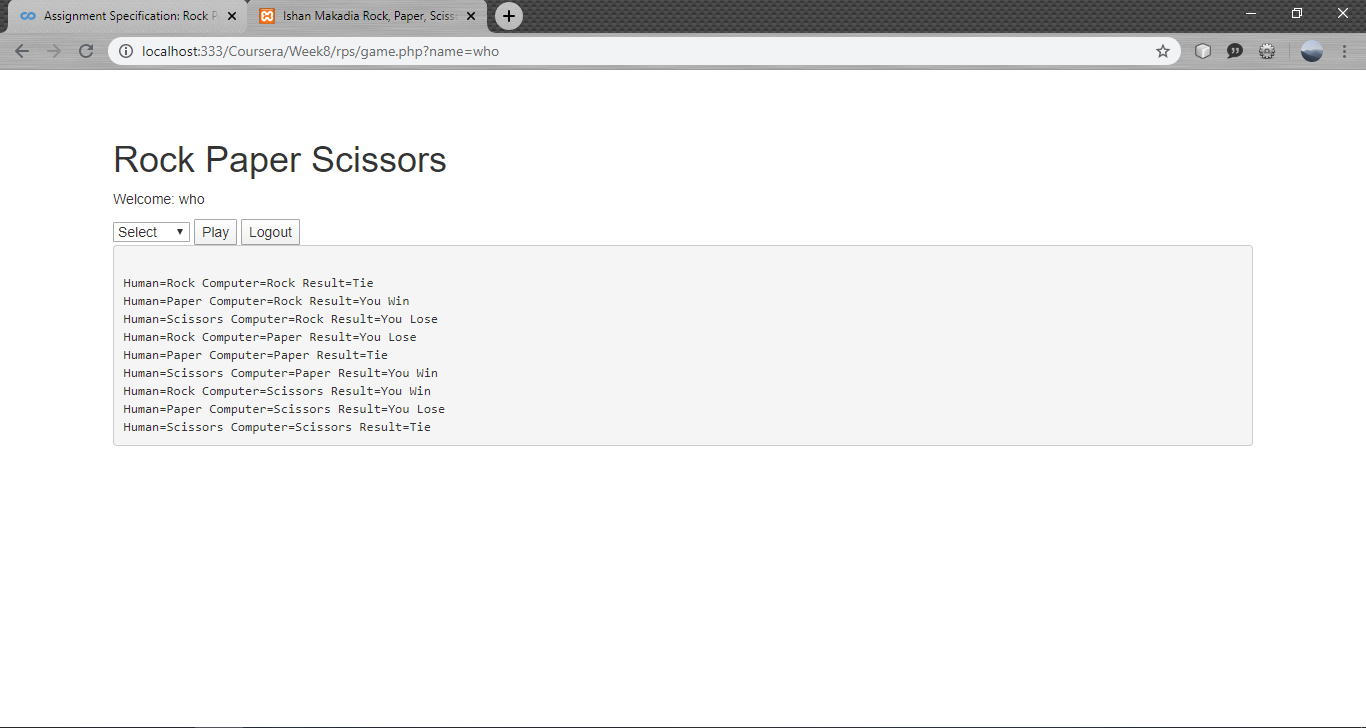 Assignment Specification: Rock P
Ishan Makadia Rock, Paper, Sciss
localhost:333/Coursera/Week8/rps/game.php?name=who
Rock Paper Scissors
Welcome: who
Select Play Logout
Human=Rock Computer=Rock Result=Tie
Human=Paper Computer=Rock Result=You Win
Human=Scissors Computer=Rock Result=You Lose
Human=Rock Computer=Paper Result=You Lose
Human=Paper Computer=Paper Result=Tie
Human=Scissors Computer=Paper Result=You Win
Human=Rock Computer=Scissors Result=You Win
Human=Paper Computer=Scissors Result=You Lose
Human=Scissors Computer=Scissors Result=Tie